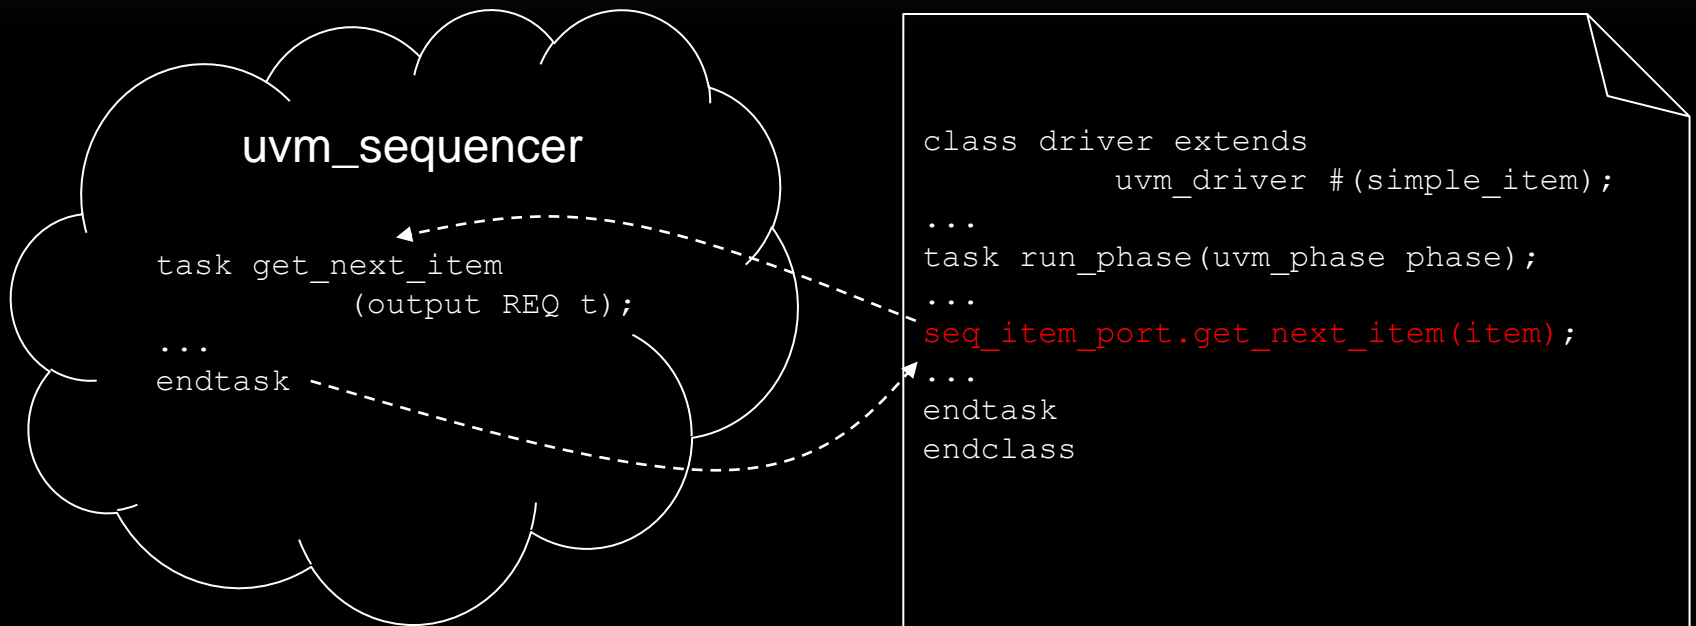 uvm_sequencer
task get_next_item
(output REQ t);
...
endtask
class driver extends
uvm_driver #(simple_item);
...
task run_phase(uvm_phase phase);
...
seq_item_port.get_next_item(item);
...
endtask
endclass